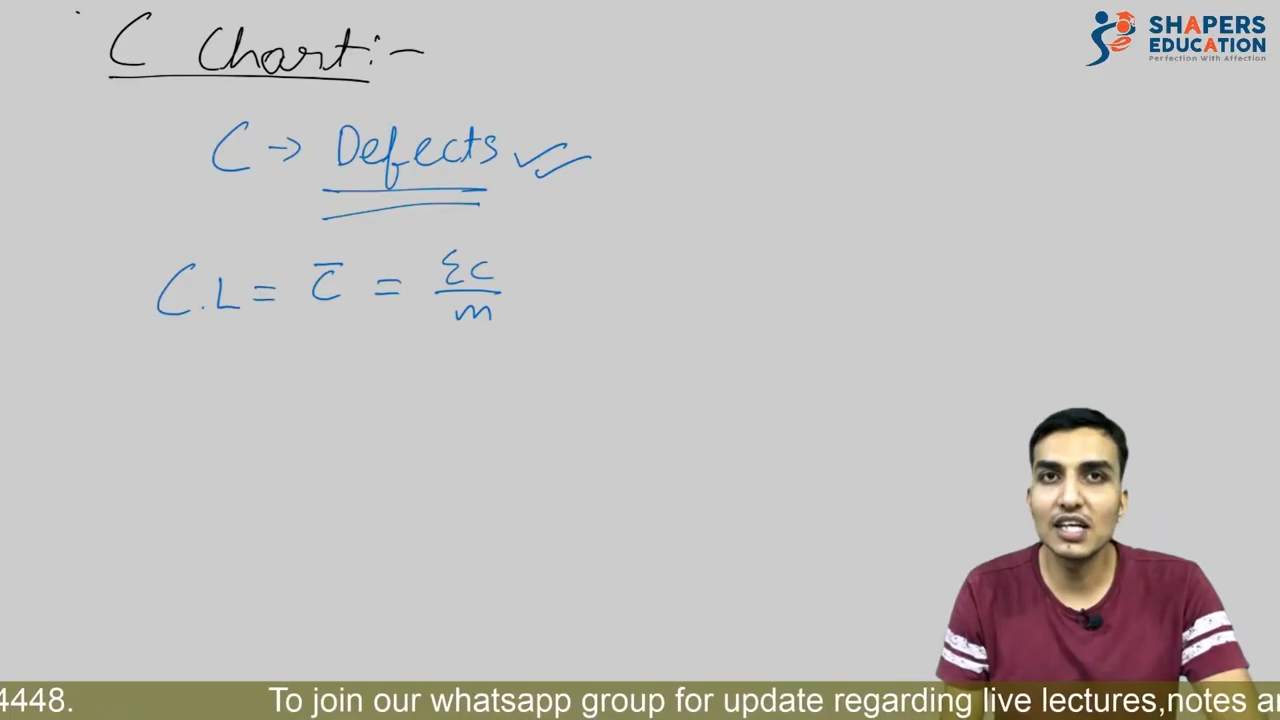 C Chart:-
SHAPERS
EDUCATION
Perfection With Affection
C → Defects
C.L = c̄ = Σc/m
4448. To join our whatsapp group for update regarding live lectures,notes a